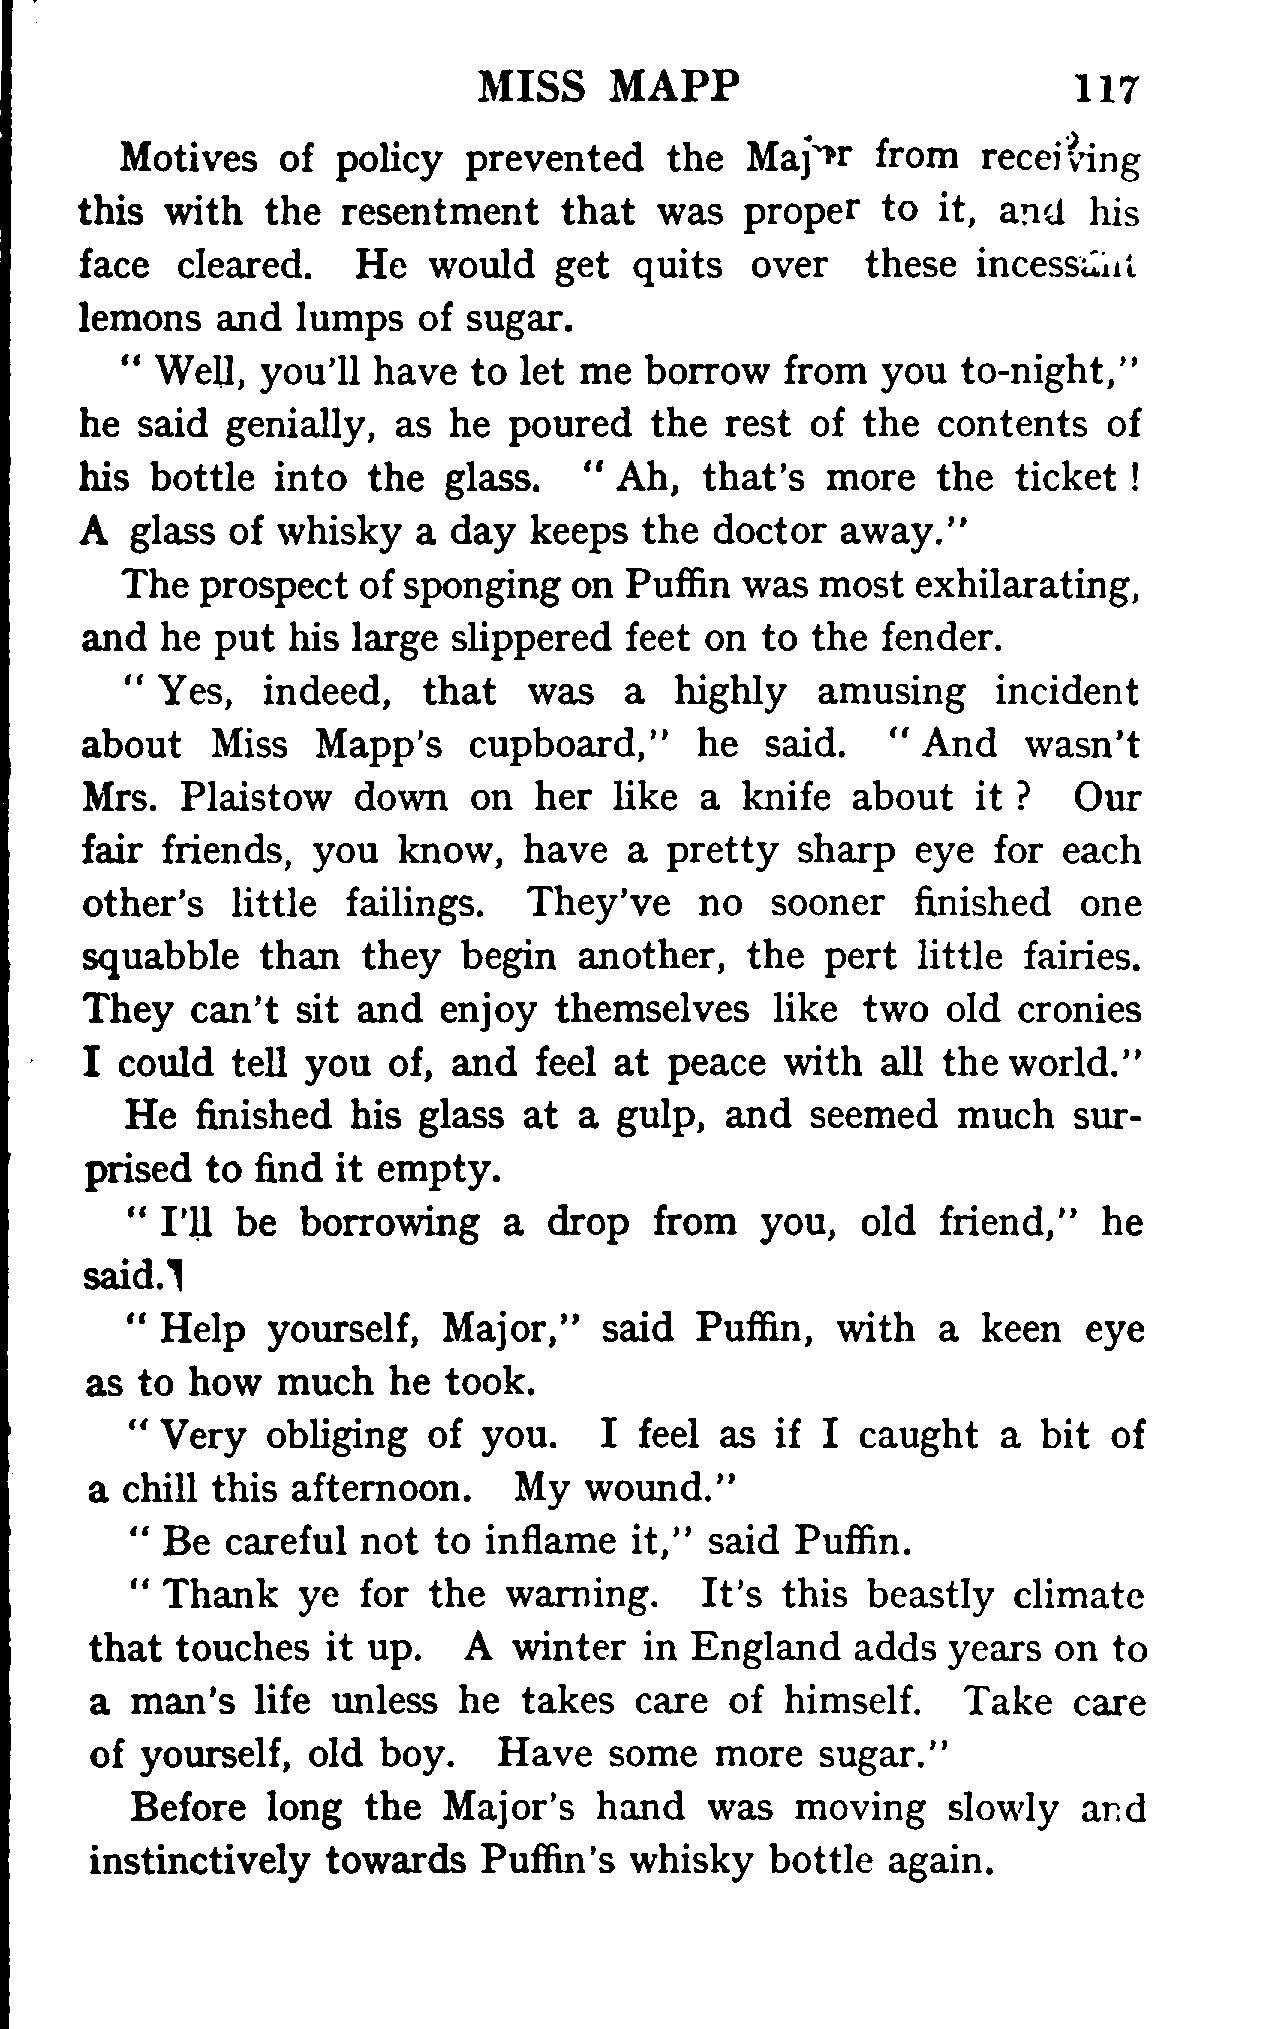 MISS MAPP 117
Motives of policy prevented the Major from receiving
this with the resentment that was proper to it, and his
face cleared. He would get quits over these incessant
lemons and lumps of sugar.
" Well, you'll have to let me borrow from you to-night,"
he said genially, as he poured the rest of the contents of
his bottle into the glass. " Ah, that's more the ticket !
A glass of whisky a day keeps the doctor away."
The prospect of sponging on Puffin was most exhilarating,
and he put his large slippered feet on to the fender.
" Yes, indeed, that was a highly amusing incident
about Miss Mapp's cupboard," he said. " And wasn't
Mrs. Plaistow down on her like a knife about it ? Our
fair friends, you know, have a pretty sharp eye for each
other's little failings. They've no sooner finished one
squabble than they begin another, the pert little fairies.
They can't sit and enjoy themselves like two old cronies
I could tell you of, and feel at peace with all the world."
He finished his glass at a gulp, and seemed much sur-
prised to find it empty.
" I'll be borrowing a drop from you, old friend," he
said.
" Help yourself, Major," said Puffin, with a keen eye
as to how much he took.
" Very obliging of you. I feel as if I caught a bit of
a chill this afternoon. My wound."
" Be careful not to inflame it," said Puffin.
" Thank ye for the warning. It's this beastly climate
that touches it up. A winter in England adds years on to
a man's life unless he takes care of himself. Take care
of yourself, old boy. Have some more sugar."
Before long the Major's hand was moving slowly and
instinctively towards Puffin's whisky bottle again.